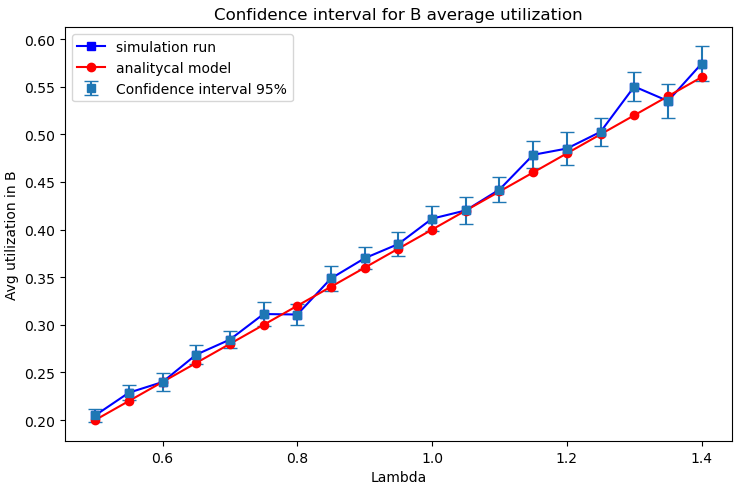 Confidence interval for B average utilization
simulation run
analitycal model
Confidence interval 95%
0.60
0.55
0.50
0.45
0.40
0.35
0.30
0.25
0.20
Avg utilization in B
0.6 0.8 1.0 1.2 1.4
Lambda